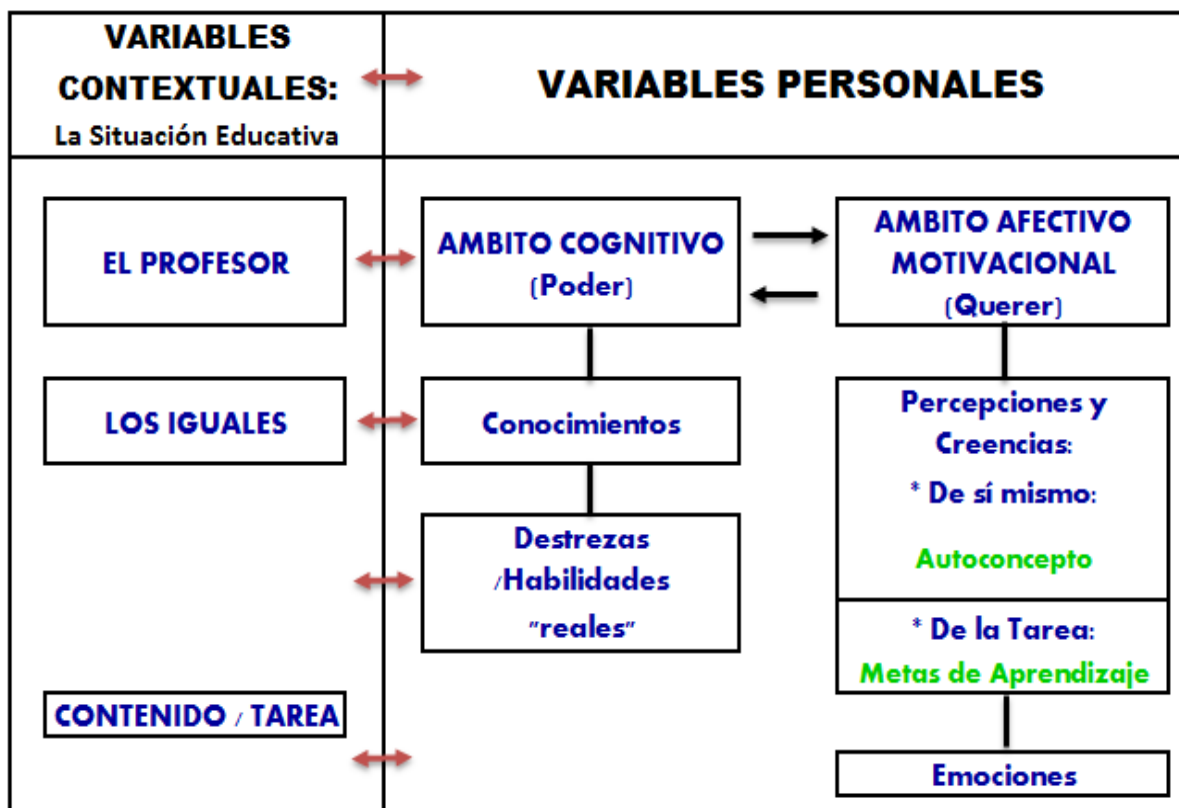 VARIABLES
CONTEXTUALES:
La Situación Educativa
VARIABLES PERSONALES
EL PROFESOR
AMBITO COGNITIVO
(Poder)
AMBITO AFECTIVO
MOTIVACIONAL
(Querer)
LOS IGUALES
Conocimientos
Percepciones y
Creencias:
* De sí mismo:
Autoconcepto
Destrezas
/Habilidades
"reales"
* De la Tarea:
Metas de Aprendizaje
CONTENIDO / TAREA
Emociones